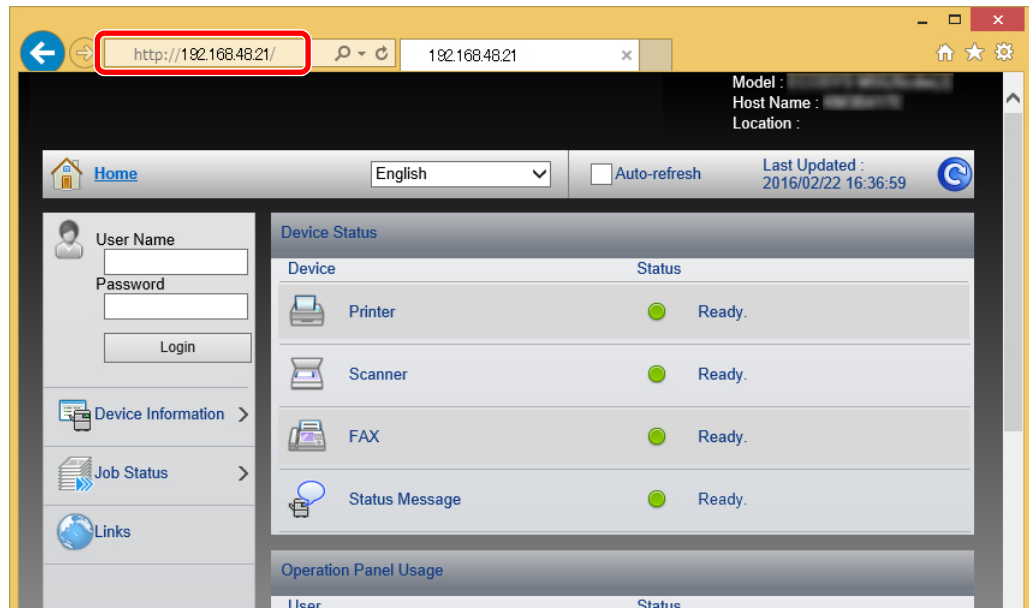 http://192.168.48.21/
192.168.48.21
Model :
Host Name :
Location :
Home
English
Auto-refresh
Last Updated :
2016/02/22 16:36:59
User Name
Password
Login
Device Information
Job Status
Links
Device Status
Device Status
Printer Ready.
Scanner Ready.
FAX Ready.
Status Message Ready.
Operation Panel Usage
User Status